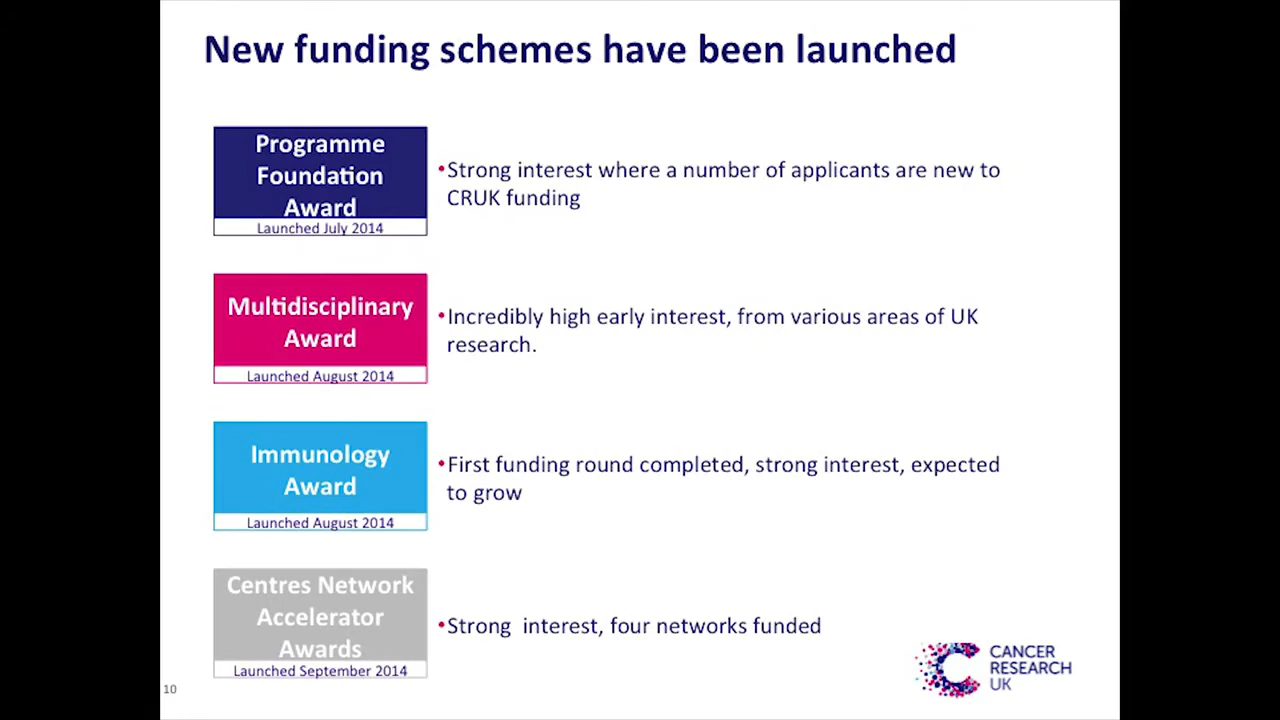 New funding schemes have been launched
Programme
Foundation
Award
Launched July 2014
•Strong interest where a number of applicants are new to
CRUK funding
Multidisciplinary
Award
Launched August 2014
•Incredibly high early interest, from various areas of UK
research.
Immunology
Award
Launched August 2014
•First funding round completed, strong interest, expected
to grow
Centres Network
Accelerator
Awards
Launched September 2014
•Strong  interest, four networks funded
CANCER
RESEARCH
UK
10